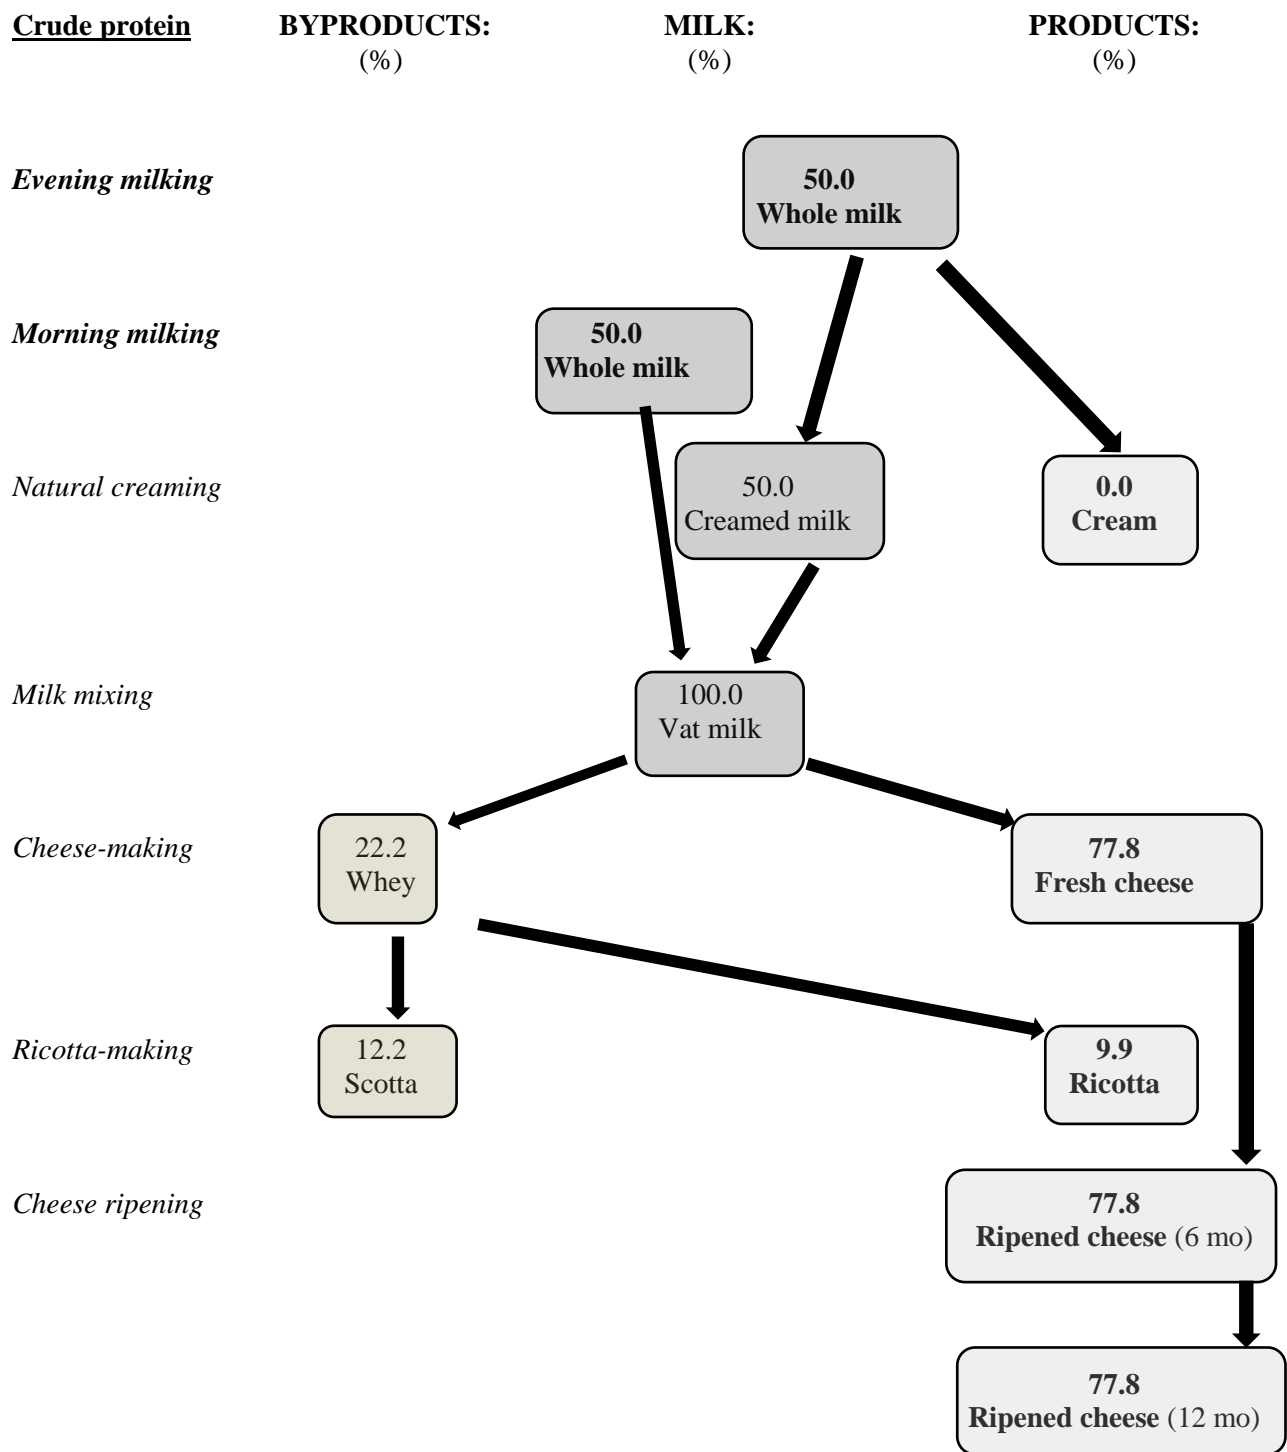 Crude protein BYPRODUCTS: MILK: PRODUCTS:
(%) (%) (%)
Evening milking 50.0
Whole milk
Morning milking 50.0
Whole milk
Natural creaming 50.0 0.0
Creamed milk Cream
Milk mixing 100.0
Vat milk
Cheese-making 22.2 77.8
Whey Fresh cheese
Ricotta-making 12.2 9.9
Scotta Ricotta
Cheese ripening 77.8
Ripened cheese (6 mo)
77.8
Ripened cheese (12 mo)